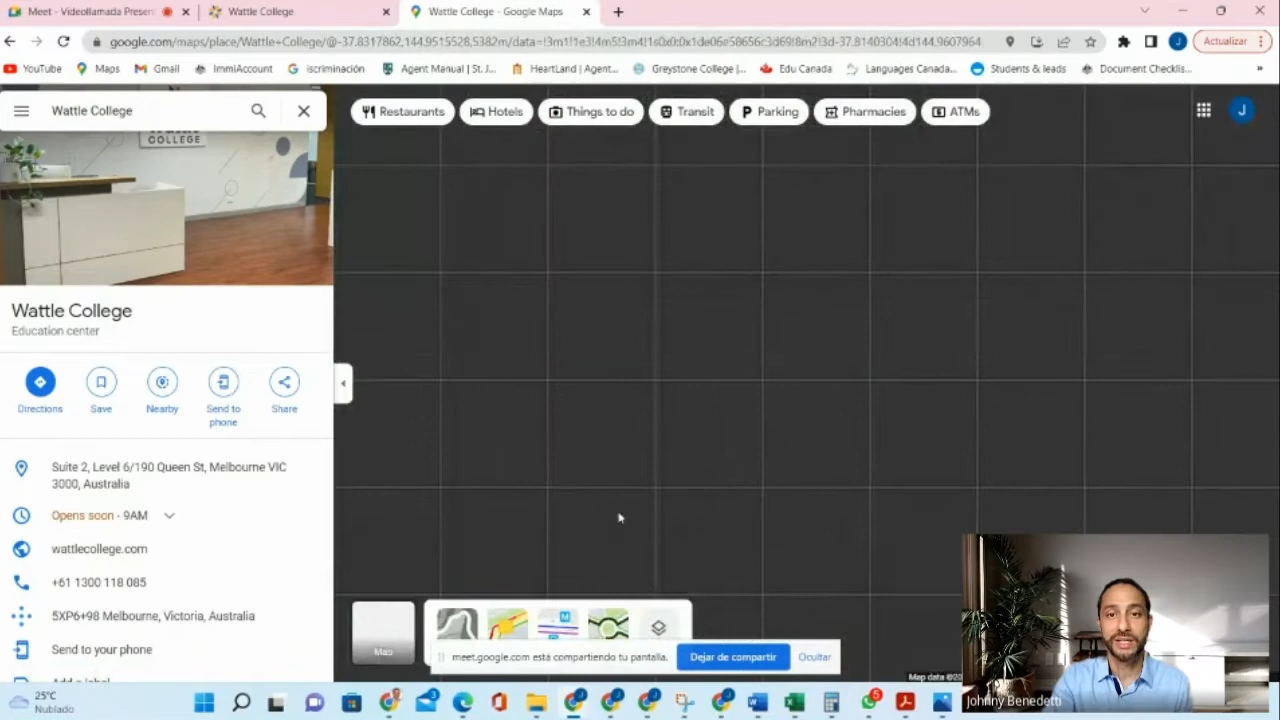 Meet - Videollamada Presen
Wattle College
Wattle College - Google Maps
google.com/maps/place/Wattle+College/@-37.8317862,144.9515528,5382m/data=!3m1!1e3!4m5!3m4!1s0x0:0x1de06e58656c3d69!8m2!3d-37.8140304!4d144.9607964
Actualizar
YouTube
Maps
Gmail
ImmiAccount
iscriminación
Agent Manual | St. J...
HeartLand | Agent...
Greystone College |...
Edu Canada
Languages Canada...
Students & leads
Document Checklis...
»
Wattle College
Restaurants
Hotels
Things to do
Transit
Parking
Pharmacies
ATMs
J
COLLEGE
Wattle College
Education center
Directions
Save
Nearby
Send to
phone
Share
Suite 2, Level 6/190 Queen St, Melbourne VIC
3000, Australia
Opens soon · 9AM
wattlecollege.com
+61 1300 118 085
5XP6+98 Melbourne, Victoria, Australia
Send to your phone
Add a label
Map
meet.google.com está compartiendo tu pantalla.
Dejar de compartir
Ocultar
Map data ©20
Johnny Benedetti
25°C
Nublado
5